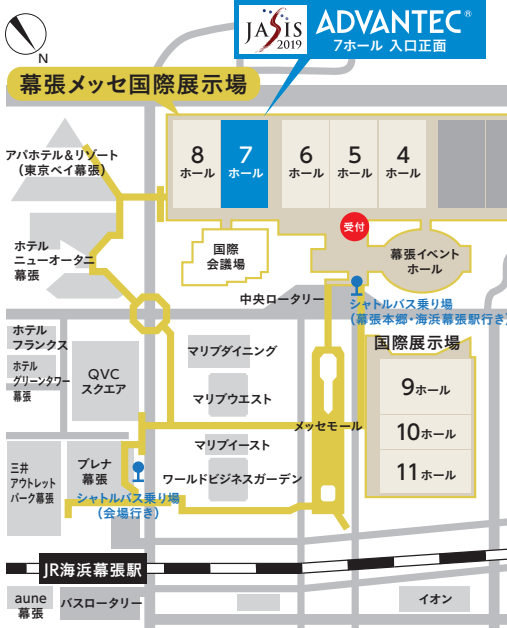 JASIS
2019
ADVANTEC®
7ホール 入口正面
N
幕張メッセ国際展示場
アパホテル&リゾート
（東京ベイ幕張）
8
ホール
7
ホール
6
ホール
5
ホール
4
ホール
受付
国際
会議場
幕張イベント
ホール
ホテル
ニューオータニ
幕張
中央ロータリー
シャトルバス乗り場
（幕張本郷・海浜幕張駅行き）
国際展示場
ホテル
フランクス
ホテル
グリーンタワー
幕張
QVC
スクエア
マリブダイニング
マリブウエスト
メッセモール
9ホール
10ホール
11ホール
マリブイースト
ワールドビジネスガーデン
三井
アウトレット
パーク幕張
プレナ
幕張
シャトルバス乗り場
（会場行き）
JR海浜幕張駅
aune
幕張
バスロータリー
イオン